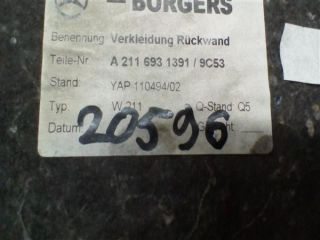 BURGERS
Benennung: Verkleidung Rückwand
Teile-Nr.: A 211 693 1391 / 9C53
Stand: YAP 110494/02
Typ: W 211 Q-Stand: Q5
Datum:
20596